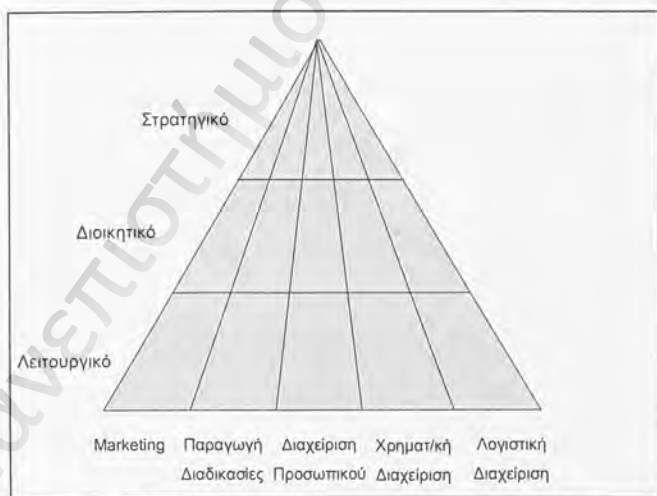 Στρατηγικό
Διοικητικό
Λειτουργικό
Marketing Παραγωγή Διαχείριση Χρηματ/κή Λογιστική
Διαδικασίες Προσωπικού Διαχείριση Διαχείριση